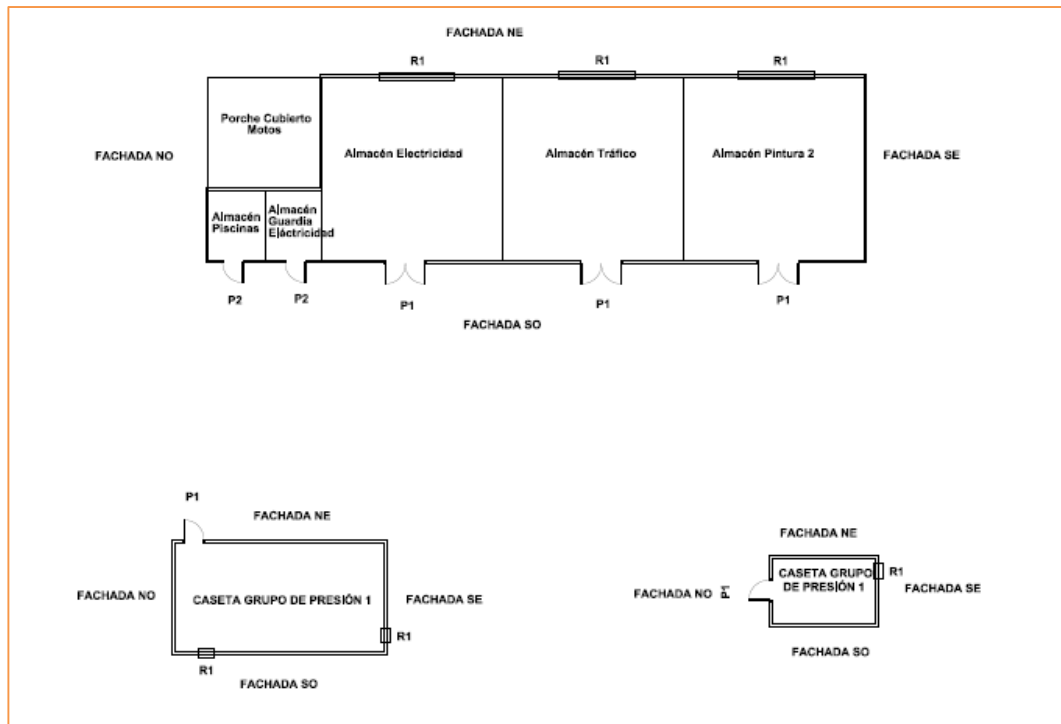 FACHADA NE
R1
R1
R1
Porche Cubierto
Motos
FACHADA NO
Almacén Electricidad
Almacén Tráfico
Almacén Pintura 2
FACHADA SE
Almacén
Piscinas
Almacén
Guardia
Eléctricidad
P2
P2
P1
P1
P1
FACHADA SO
P1
FACHADA NE
FACHADA NO
CASETA GRUPO DE PRESIÓN 1
FACHADA SE
R1
R1
FACHADA SO
FACHADA NE
CASETA GRUPO
DE PRESIÓN 1
R1
FACHADA NO
P1
FACHADA SE
FACHADA SO